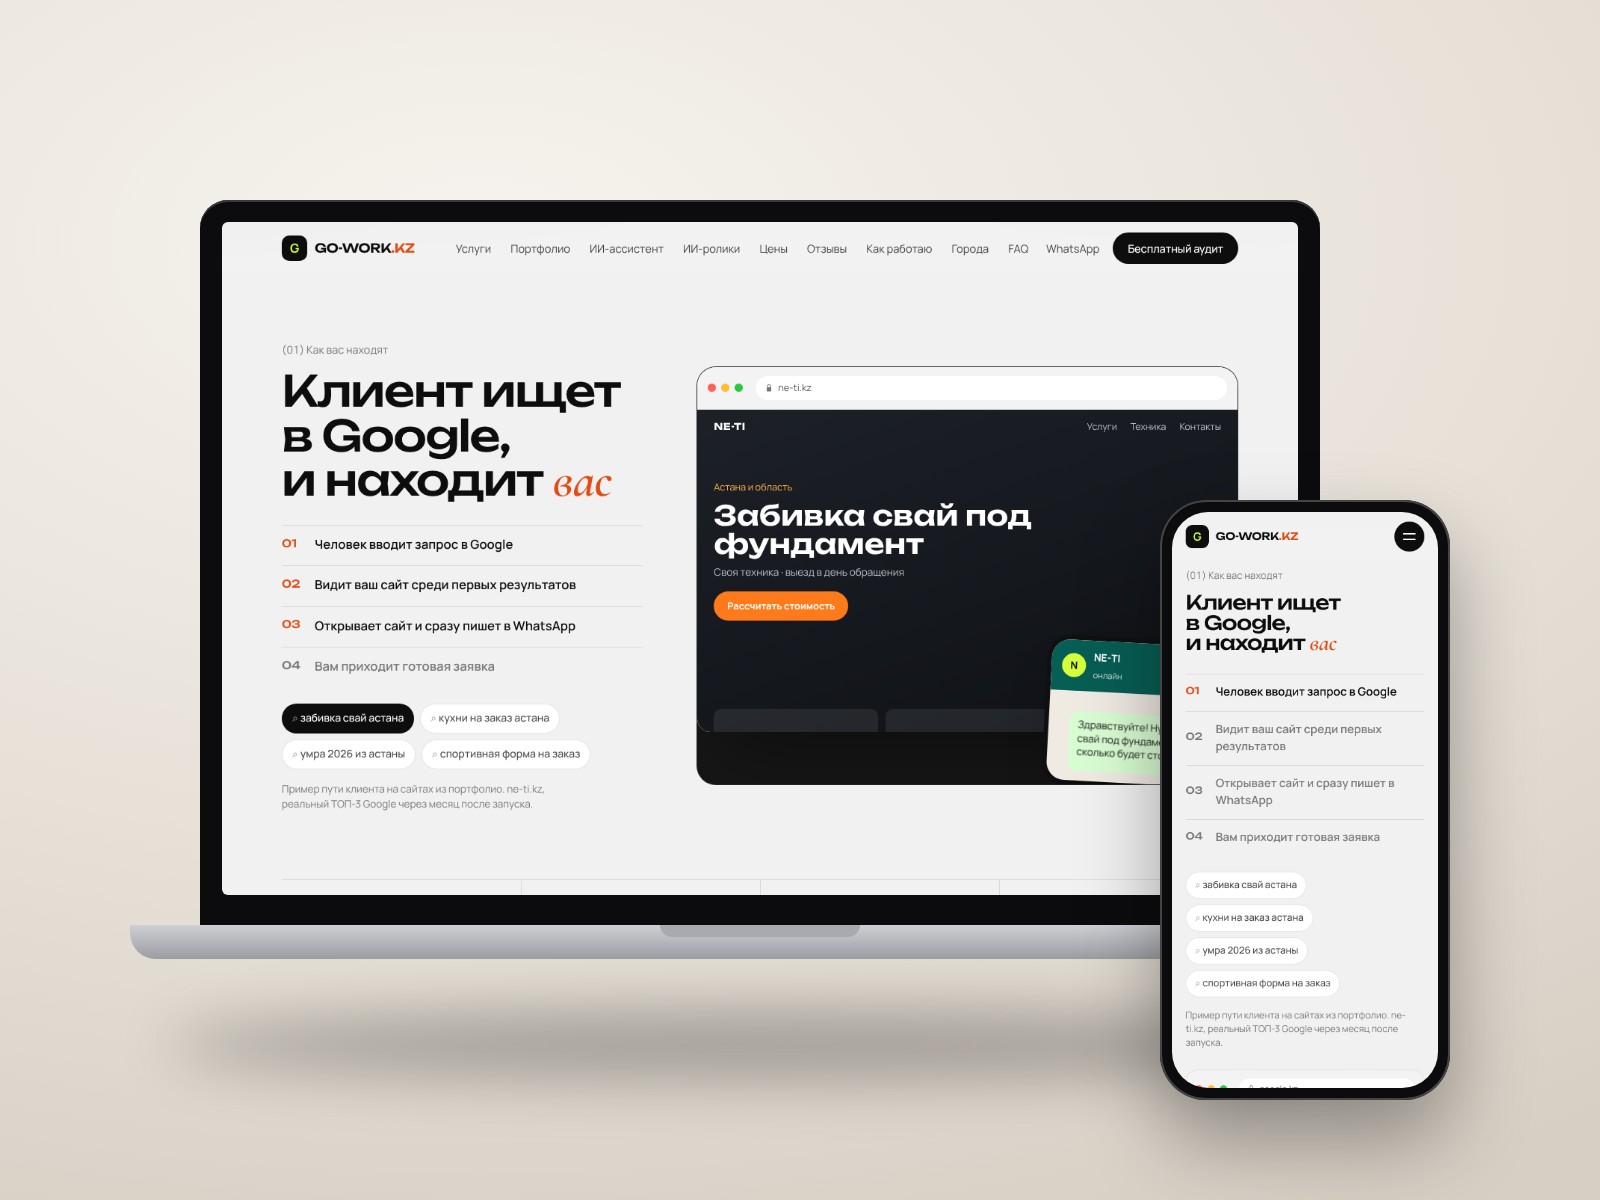 G GO-WORK.KZ Услуги Портфолио ИИ-ассистент ИИ-ролики Цены Отзывы Как работаю Города FAQ WhatsApp Бесплатный аудит
(01) Как вас находят
Клиент ищет
в Google,
и находит вас
01 Человек вводит запрос в Google
02 Видит ваш сайт среди первых результатов
03 Открывает сайт и сразу пишет в WhatsApp
04 Вам приходит готовая заявка
забивка свай астана кухни на заказ астана
умра 2026 из астаны спортивная форма на заказ
Пример пути клиента на сайтах из портфолио. ne-ti.kz,
реальный ТОП-3 Google через месяц после запуска.
ne-ti.kz
NE-TI Услуги Техника Контакты
Астана и область
Забивка свай под
фундамент
Своя техника · выезд в день обращения
Рассчитать стоимость
N NE-TI
онлайн
Здравствуйте!
свай под
сколько будет
G GO-WORK.KZ
(01) Как вас находят
Клиент ищет
в Google,
и находит вас
01 Человек вводит запрос в Google
02 Видит ваш сайт среди первых
результатов
03 Открывает сайт и сразу пишет в
WhatsApp
04 Вам приходит готовая заявка
забивка свай астана
кухни на заказ астана
умра 2026 из астаны
спортивная форма на заказ
Пример пути клиента на сайтах из портфолио. ne-
ti.kz, реальный ТОП-3 Google через месяц после
запуска.